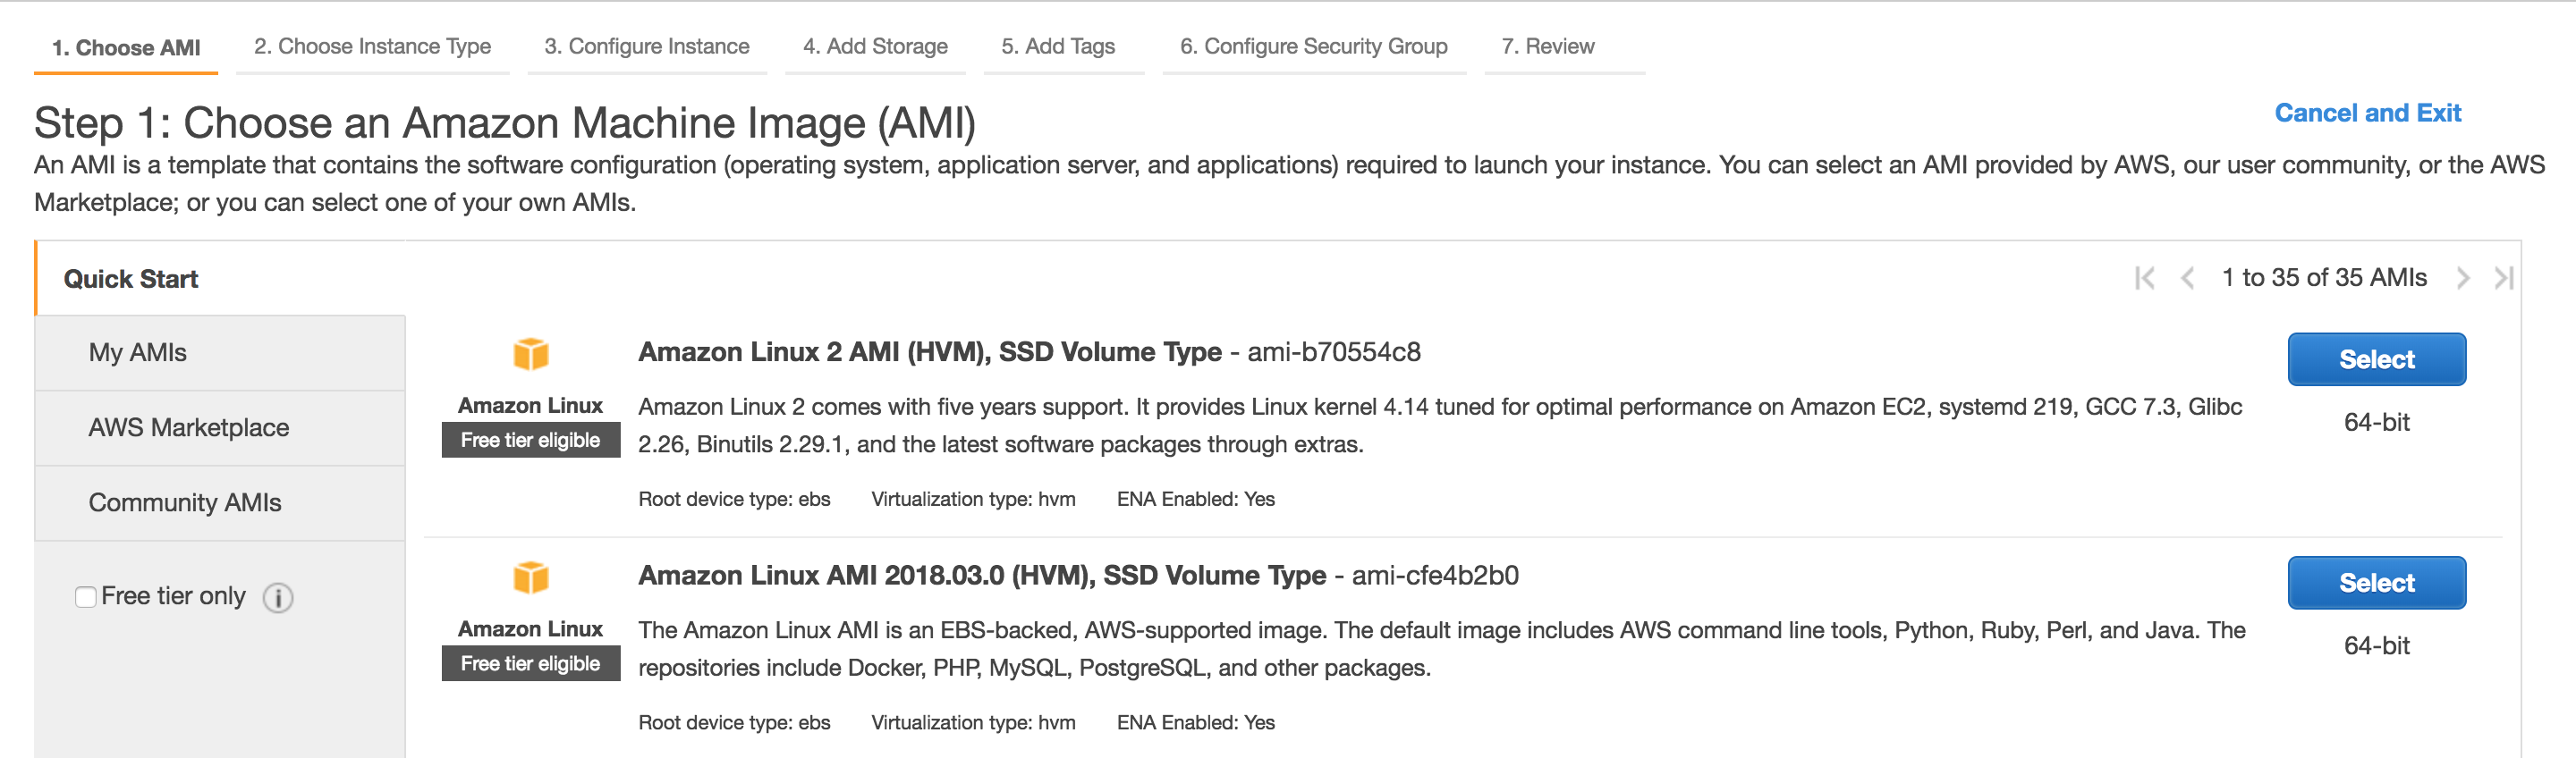 1. Choose AMI 2. Choose Instance Type 3. Configure Instance 4. Add Storage 5. Add Tags 6. Configure Security Group 7. Review
Step 1: Choose an Amazon Machine Image (AMI)
Cancel and Exit
An AMI is a template that contains the software configuration (operating system, application server, and applications) required to launch your instance. You can select an AMI provided by AWS, our user community, or the AWS
Marketplace; or you can select one of your own AMIs.
Quick Start
My AMIs
AWS Marketplace
Community AMIs
Free tier only
1 to 35 of 35 AMIs
Amazon Linux
Free tier eligible
Amazon Linux 2 AMI (HVM), SSD Volume Type - ami-b70554c8
Amazon Linux 2 comes with five years support. It provides Linux kernel 4.14 tuned for optimal performance on Amazon EC2, systemd 219, GCC 7.3, Glibc
2.26, Binutils 2.29.1, and the latest software packages through extras.
Root device type: ebs Virtualization type: hvm ENA Enabled: Yes
Select
64-bit
Amazon Linux
Free tier eligible
Amazon Linux AMI 2018.03.0 (HVM), SSD Volume Type - ami-cfe4b2b0
The Amazon Linux AMI is an EBS-backed, AWS-supported image. The default image includes AWS command line tools, Python, Ruby, Perl, and Java. The
repositories include Docker, PHP, MySQL, PostgreSQL, and other packages.
Root device type: ebs Virtualization type: hvm ENA Enabled: Yes
Select
64-bit